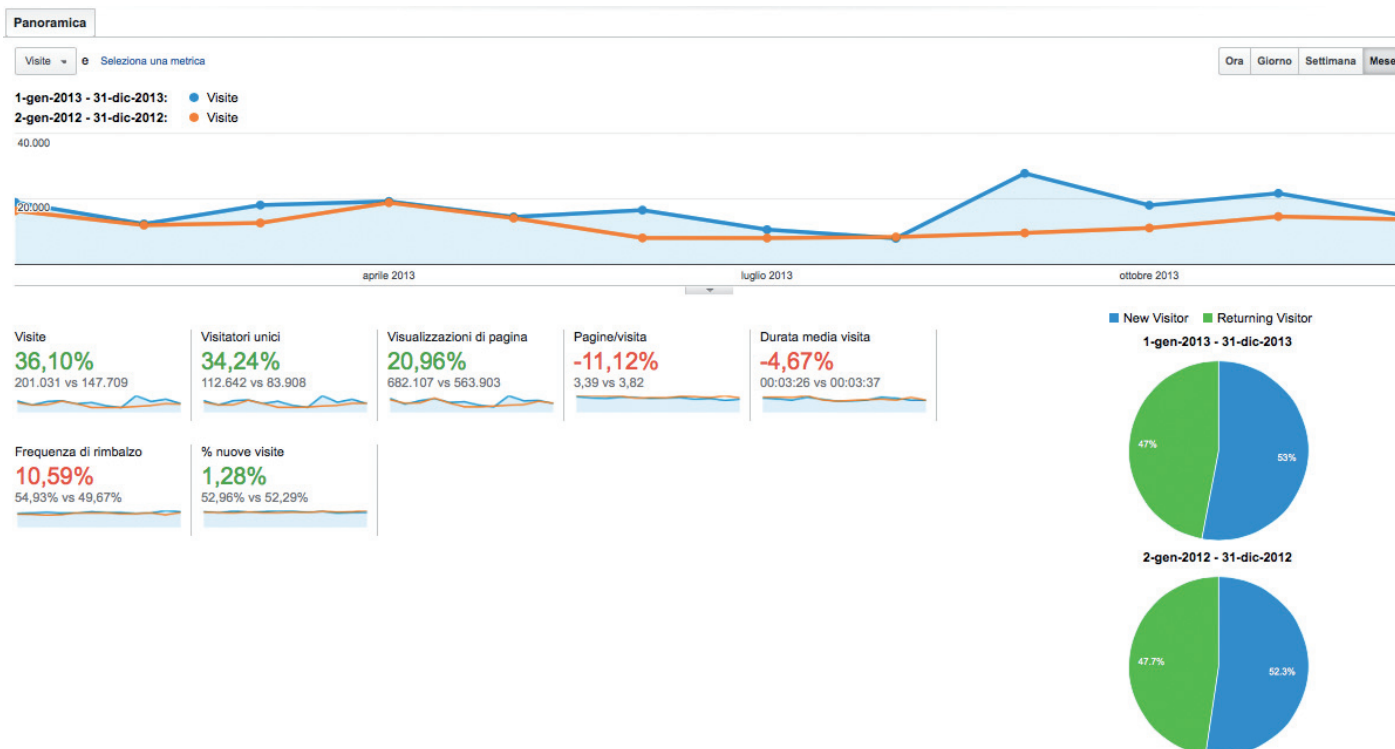 Panoramica
Visite e Seleziona una metrica
Ora Giorno Settimana Mese
1-gen-2013 - 31-dic-2013: Visite
2-gen-2012 - 31-dic-2012: Visite
40.000
20.000
aprile 2013 luglio 2013 ottobre 2013
Visite
36,10%
201.031 vs 147.709
Visitatori unici
34,24%
112.642 vs 83.908
Visualizzazioni di pagina
20,96%
682.107 vs 563.903
Pagine/visita
-11,12%
3,39 vs 3,82
Durata media visita
-4,67%
00:03:26 vs 00:03:37
Frequenza di rimbalzo
10,59%
54,93% vs 49,67%
% nuove visite
1,28%
52,96% vs 52,29%
New Visitor Returning Visitor
1-gen-2013 - 31-dic-2013
47% 53%
2-gen-2012 - 31-dic-2012
47.7% 52.3%